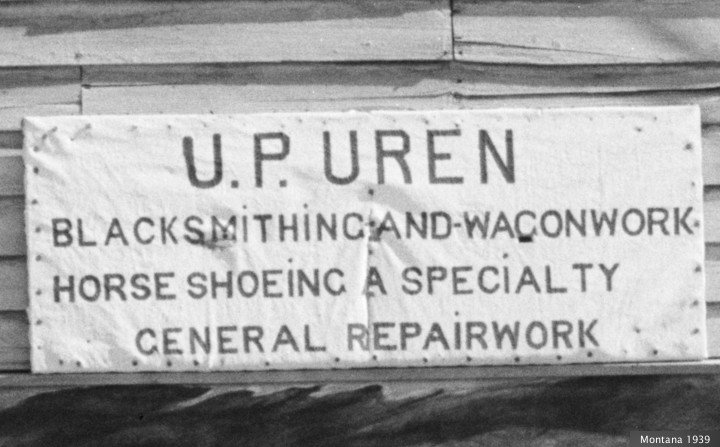 U.P. UREN
BLACKSMiTHiNG-AND-WAGONWORK.
HORSE SHOEiNG A SPECiALTY
GENERAL REPAiRWORK
Montana 1939